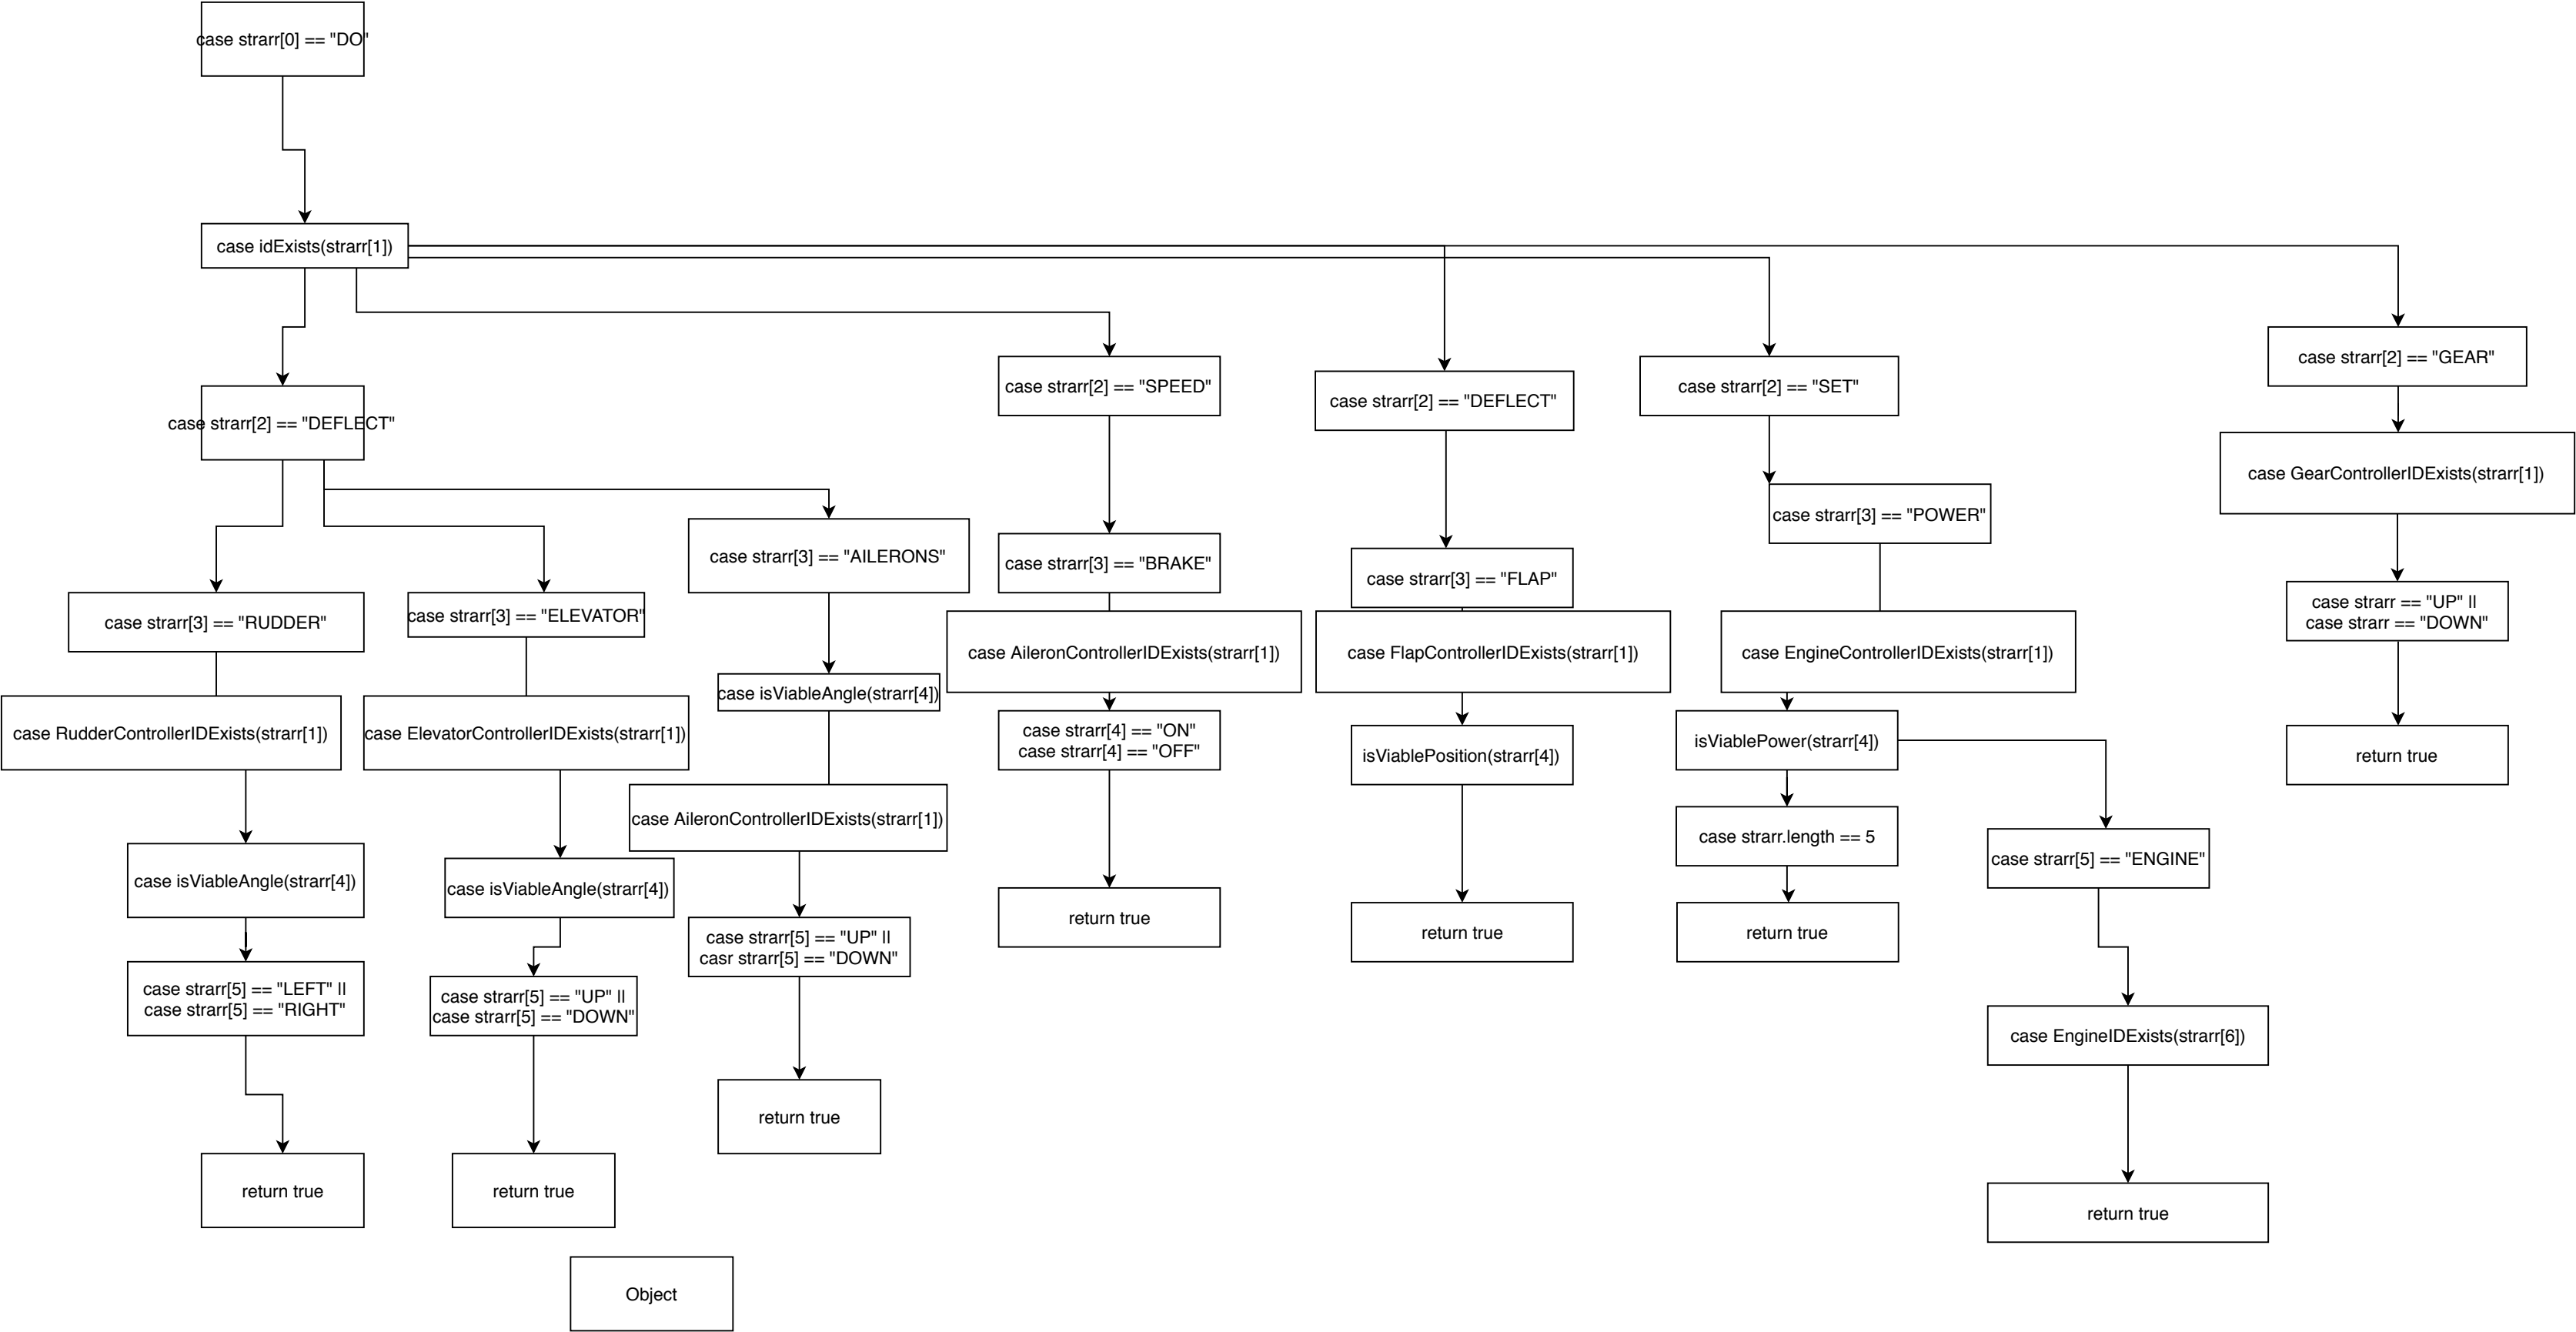 case strarr[0] == "DO"
case idExists(strarr[1])
case strarr[2] == "DEFLECT"
case strarr[2] == "SPEED"
case strarr[2] == "DEFLECT"
case strarr[2] == "SET"
case strarr[2] == "GEAR"
case GearControllerIDExists(strarr[1])
case strarr[3] == "RUDDER"
case strarr[3] == "ELEVATOR"
case strarr[3] == "AILERONS"
case strarr[3] == "BRAKE"
case strarr[3] == "FLAP"
case strarr[3] == "POWER"
case strarr == "UP" ||
case strarr == "DOWN"
case RudderControllerIDExists(strarr[1])
case ElevatorControllerIDExists(strarr[1])
case isViableAngle(strarr[4])
case AileronControllerIDExists(strarr[1])
case FlapControllerIDExists(strarr[1])
case EngineControllerIDExists(strarr[1])
case strarr[4] == "ON"
case strarr[4] == "OFF"
isViablePosition(strarr[4])
isViablePower(strarr[4])
return true
case AileronControllerIDExists(strarr[1])
case strarr.length == 5
case strarr[5] == "ENGINE"
case isViableAngle(strarr[4])
case isViableAngle(strarr[4])
case strarr[5] == "UP" ||
casr strarr[5] == "DOWN"
return true
return true
return true
case strarr[5] == "LEFT" ||
case strarr[5] == "RIGHT"
case strarr[5] == "UP" ||
case strarr[5] == "DOWN"
case EngineIDExists(strarr[6])
return true
return true
return true
return true
Object